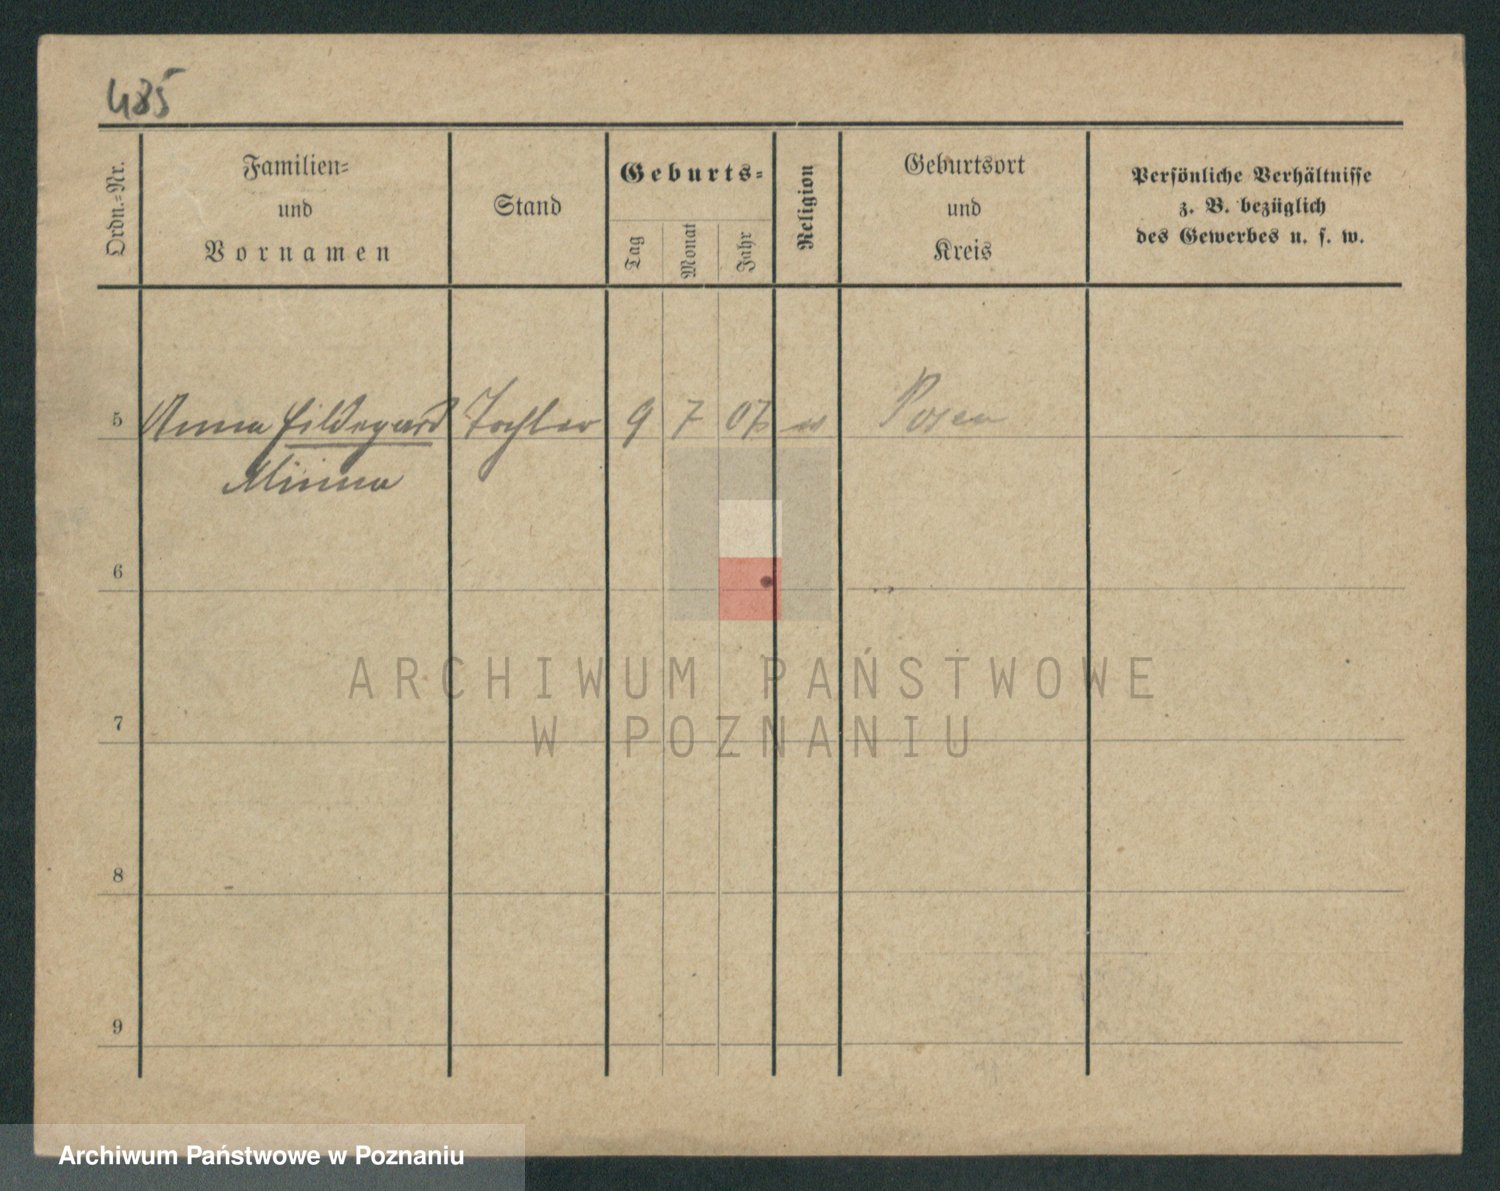 485
Ordn.-Nr.
Familien-
und
Vornamen
Stand
Geburts-
Tag
Monat
Jahr
Religion
Geburtsort
und
Kreis
Persönliche Verhältnisse
z. B. bezüglich
des Gewerbes u. s. w.
5 Anna Hildegard Tochter 9 7 07 Posen
Minna
6
ARCHIWUM PAŃSTWOWE
W POZNANIU
7
8
9
Archiwum Państwowe w Poznaniu